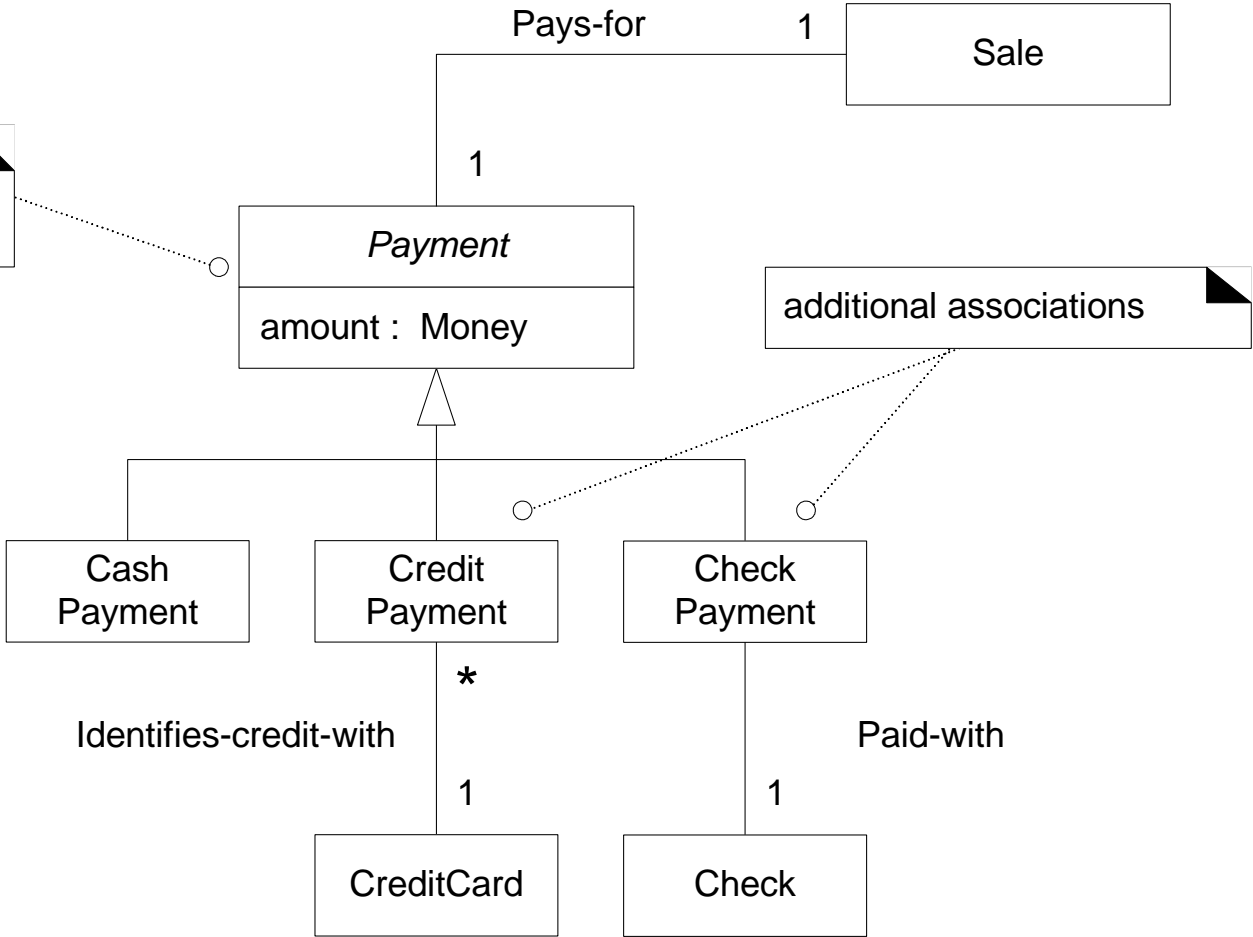 Pays-for
1
Sale
1
Payment
amount : Money
additional associations
Cash
Payment
Credit
Payment
Check
Payment
*
Identifies-credit-with
Paid-with
1
1
CreditCard
Check